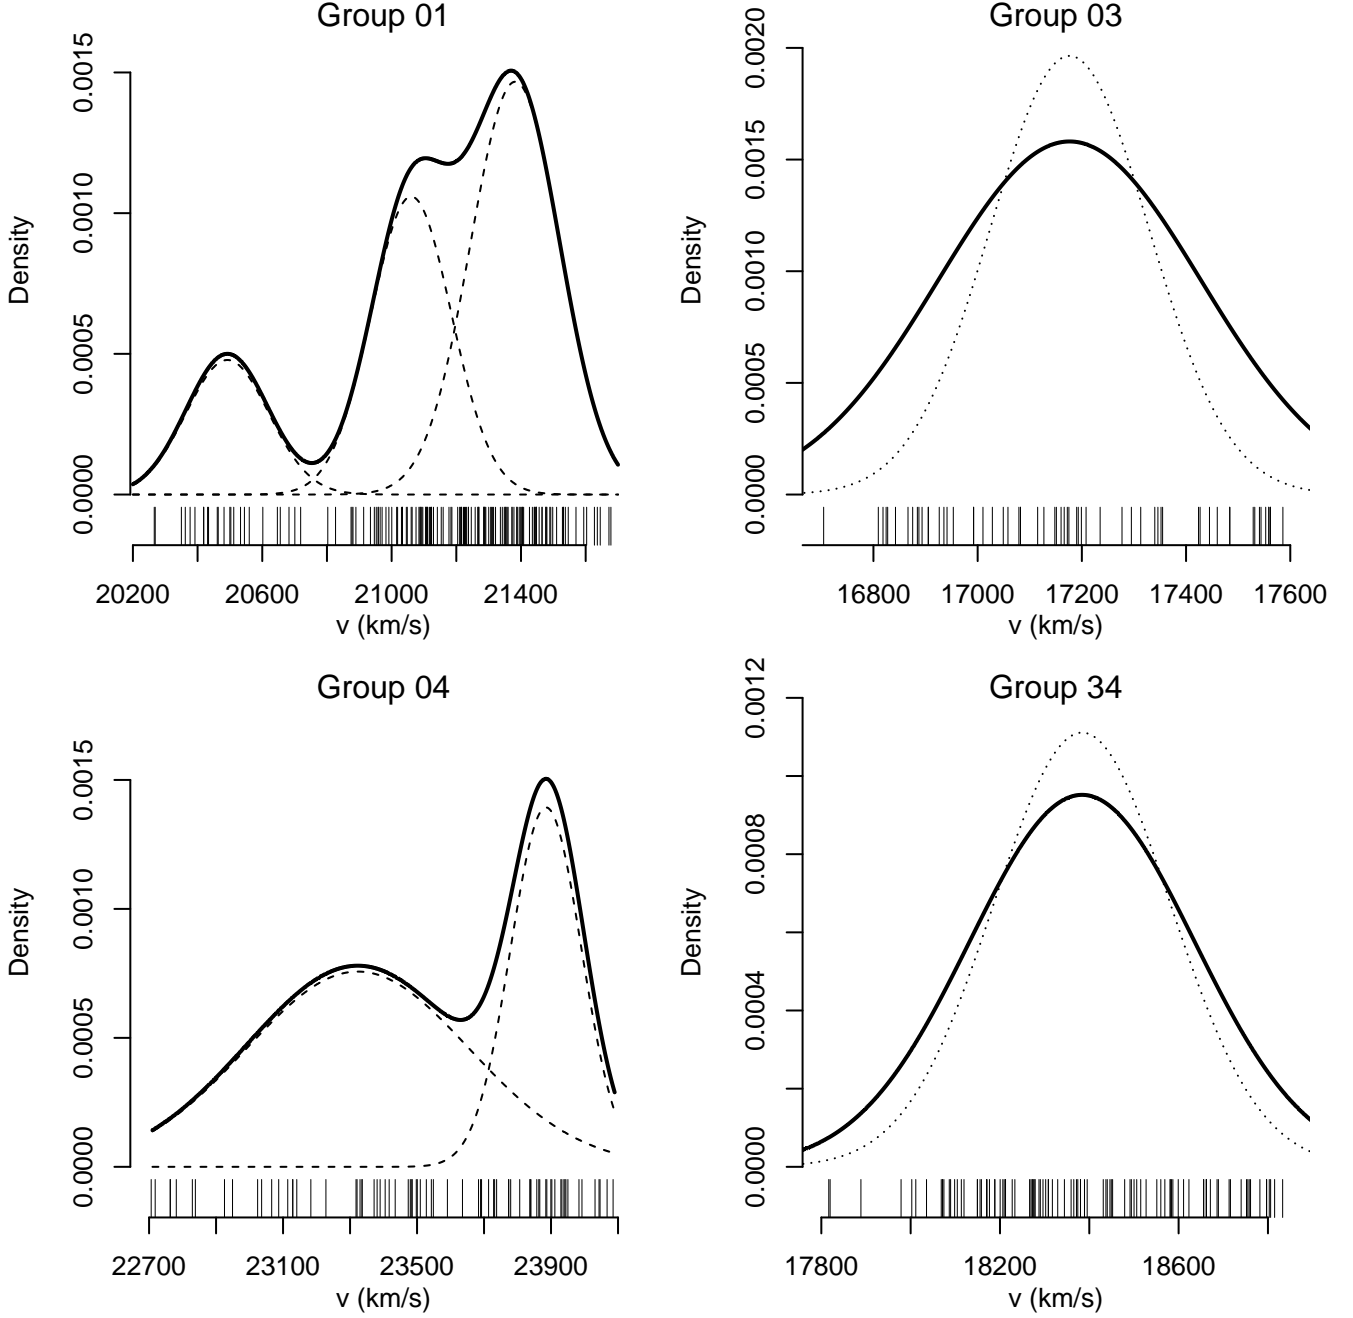 Group 01
Density
0.0000 0.0005 0.0010 0.0015
20200 20600 21000 21400
v (km/s)
Group 03
Density
0.0000 0.0005 0.0010 0.0015 0.0020
16800 17000 17200 17400 17600
v (km/s)
Group 04
Density
0.0000 0.0005 0.0010 0.0015
22700 23100 23500 23900
v (km/s)
Group 34
Density
0.0000 0.0004 0.0008 0.0012
17800 18200 18600
v (km/s)